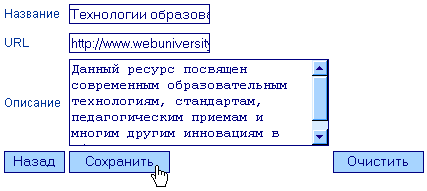 Название Технологии образова
URL http://www.webuniversity
Описание
Данный ресурс посвящен
современным образовательным
технологиям, стандартам,
педагогическим приемам и
многим другим инновациям в
Назад Сохранить Очистить